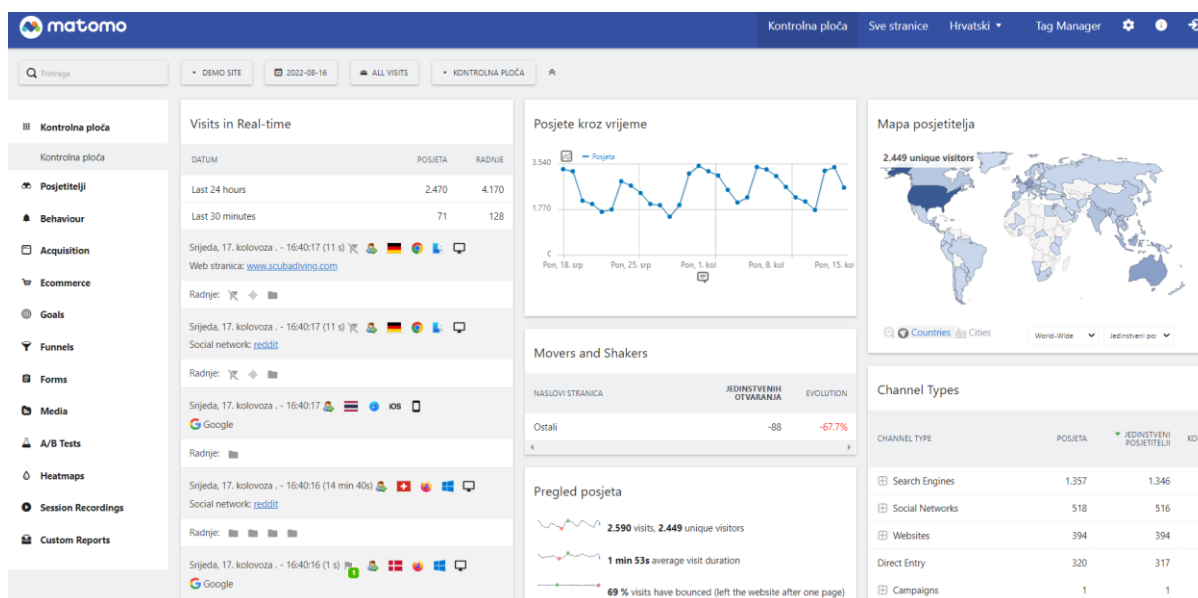 matomo
Kontrolna ploča
Sve stranice
Hrvatski
Tag Manager
Pretraga
DEMO SITE
2022-08-16
ALL VISITS
KONTROLNA PLOČA
Kontrolna ploča
Kontrolna ploča
Posjetitelji
Behaviour
Acquisition
Ecommerce
Goals
Funnels
Forms
Media
A/B Tests
Heatmaps
Session Recordings
Custom Reports
Visits in Real-time
DATUM POSJETA RADNJE
Last 24 hours 2.470 4.170
Last 30 minutes 71 128
Srijeda, 17. kolovoza . - 16:40:17 (11 s)
Web stranica: www.scubadiving.com
Radnje:
Srijeda, 17. kolovoza . - 16:40:17 (11 s)
Social network: reddit
Radnje:
Srijeda, 17. kolovoza . - 16:40:17 iOS
Google
Radnje:
Srijeda, 17. kolovoza . - 16:40:16 (14 min 40s)
Social network: reddit
Radnje:
Srijeda, 17. kolovoza . - 16:40:16 (1 s) 1
Google
Posjete kroz vrijeme
Posjeta
3.540
1.770
0
Pon, 18. srp Pon, 25. srp Pon, 1. kol Pon, 8. kol Pon, 15. kol
Movers and Shakers
NASLOVI STRANICA JEDINSTVENIH OTVARANJA EVOLUTION
Ostali -88 -67.7%
Pregled posjeta
2.590 visits, 2.449 unique visitors
1 min 53s average visit duration
69 % visits have bounced (left the website after one page)
Mapa posjetitelja
2.449 unique visitors
Countries Cities
World-Wide Jedinstveni po
Channel Types
CHANNEL TYPE POSJETA JEDINSTVENI POSJETITELJI
Search Engines 1.357 1.346
Social Networks 518 516
Websites 394 394
Direct Entry 320 317
Campaigns 1 1